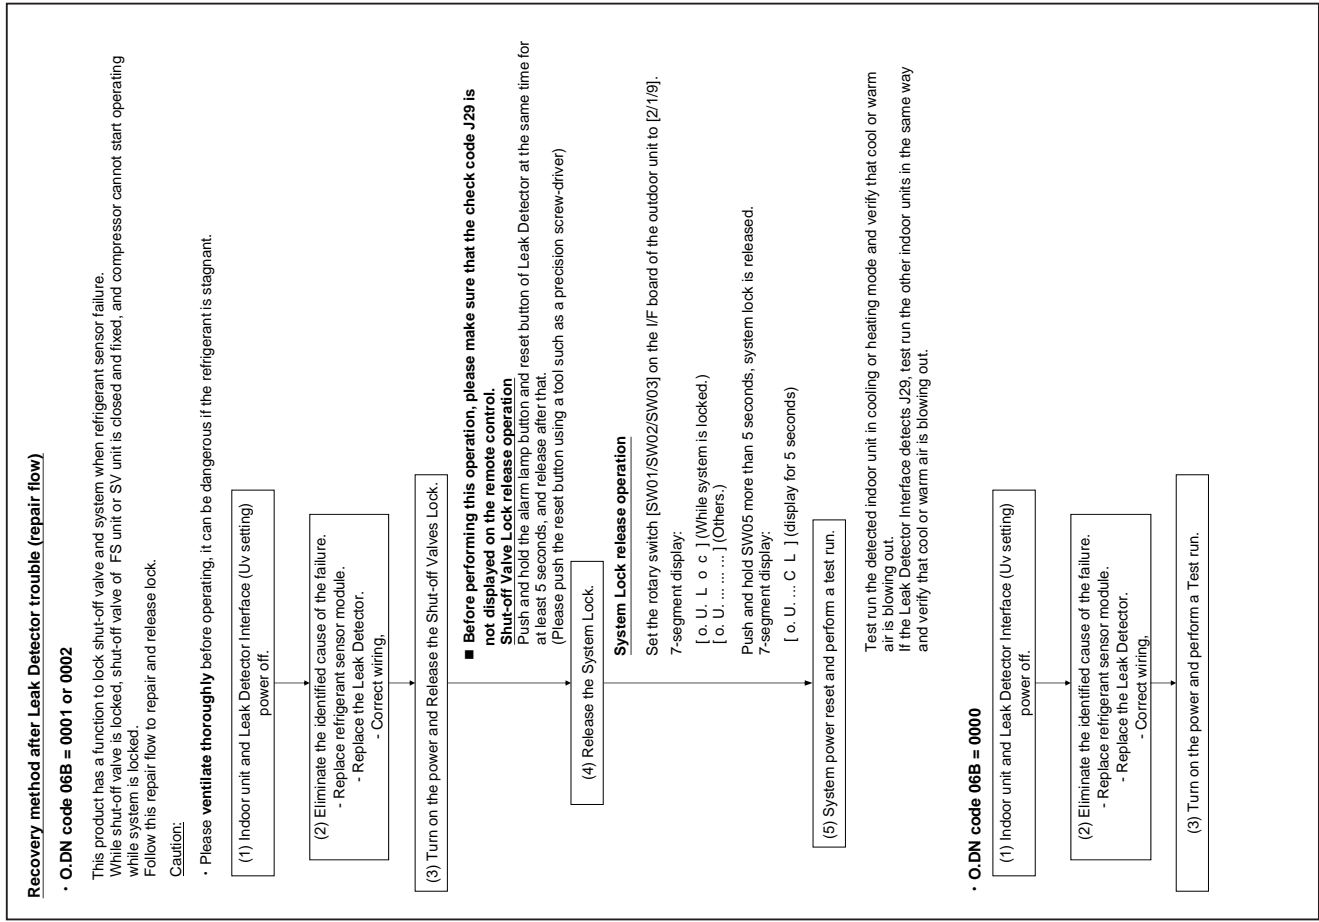 Recovery method after Leak Detector trouble (repair flow)
· O.DN code 06B = 0001 or 0002
This product has a function to lock shut-off valve and system when refrigerant sensor failure.
While shut-off valve is locked, shut-off valve of FS unit or SV unit is closed and fixed, and compressor cannot start operating
while system is locked.
Follow this repair flow to repair and release lock.
Caution:
· Please ventilate thoroughly before operating, it can be dangerous if the refrigerant is stagnant.
(1) Indoor unit and Leak Detector Interface (Uv setting)
power off.
(2) Eliminate the identified cause of the failure.
- Replace refrigerant sensor module.
- Replace the Leak Detector.
- Correct wiring,
(3) Turn on the power and Release the Shut-off Valves Lock.
■ Before performing this operation, please make sure that the check code J29 is
not displayed on the remote control.
Shut-off Valve Lock release operation
Push and hold the alarm lamp button and reset button of Leak Detector at the same time for
at least 5 seconds, and release after that.
(Please push the reset button using a tool such as a precision screw-driver)
(4) Release the System Lock.
System Lock release operation
Set the rotary switch [SW01/SW02/SW03] on the I/F board of the outdoor unit to [2/1/9].
7-segment display:
[ o. U. L o c ] (While system is locked.)
[ o. U. ... ... ... ] (Others.)
Push and hold SW05 more than 5 seconds, system lock is released.
7-segment display:
[ o. U. ... C L ] (display for 5 seconds)
(5) System power reset and perform a test run.
Test run the detected indoor unit in cooling or heating mode and verify that cool or warm
air is blowing out.
If the Leak Detector Interface detects J29, test run the other indoor units in the same way
and verify that cool or warm air is blowing out.
· O.DN code 06B = 0000
(1) Indoor unit and Leak Detector Interface (Uv setting)
power off.
(2) Eliminate the identified cause of the failure.
- Replace refrigerant sensor module.
- Replace the Leak Detector.
- Correct wiring,
(3) Turn on the power and perform a Test run.